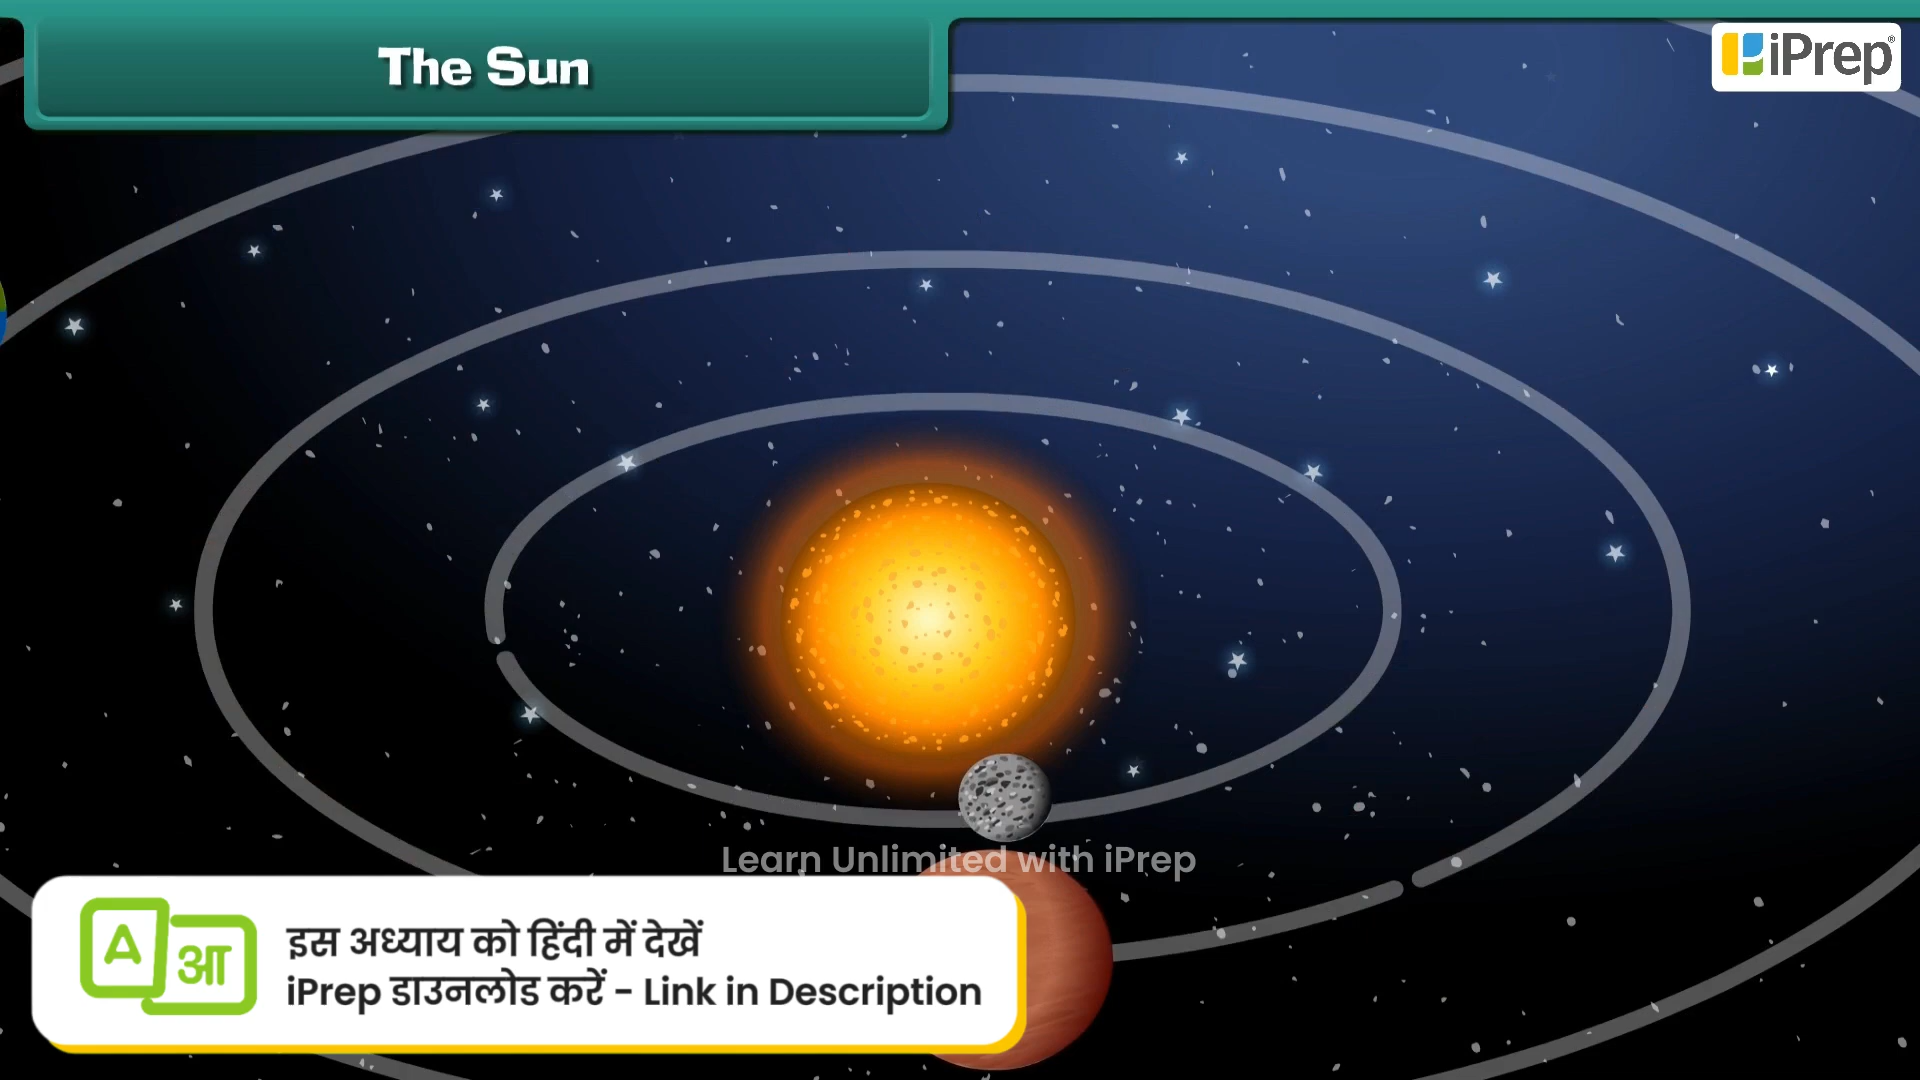 The Sun
iPrep®
Learn Unlimited with iPrep
A आ
इस अध्याय को हिंदी में देखें
iPrep डाउनलोड करें - Link in Description